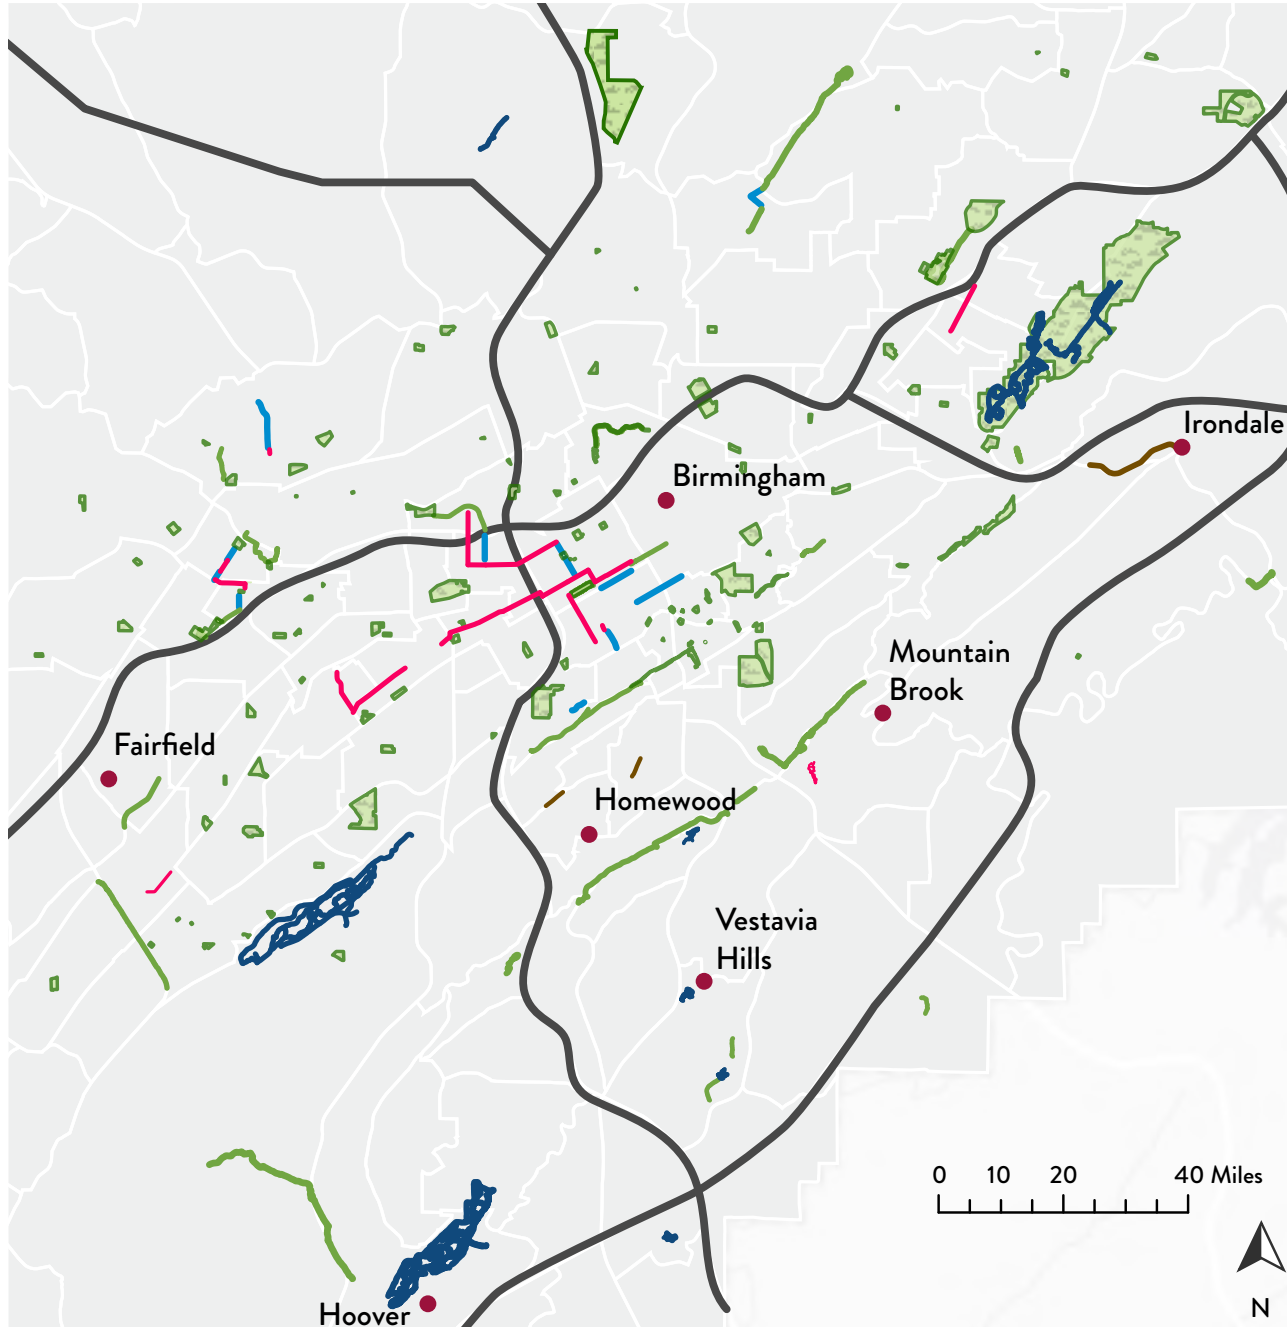 Irondale
Birmingham
Mountain
Brook
Fairfield
Homewood
Vestavia
Hills
0 10 20 40 Miles
N
Hoover